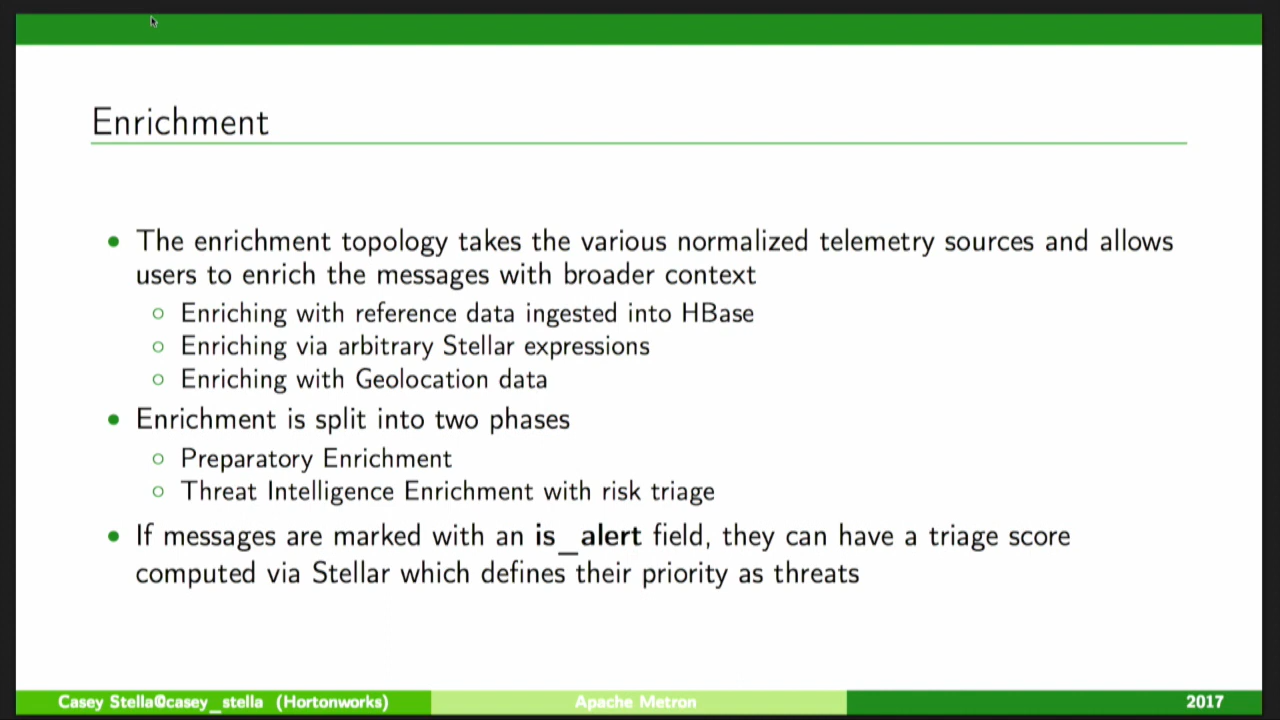 Enrichment
The enrichment topology takes the various normalized telemetry sources and allows
users to enrich the messages with broader context
Enriching with reference data ingested into HBase
Enriching via arbitrary Stellar expressions
Enriching with Geolocation data
Enrichment is split into two phases
Preparatory Enrichment
Threat Intelligence Enrichment with risk triage
If messages are marked with an is_alert field, they can have a triage score
computed via Stellar which defines their priority as threats
Casey Stella@casey_stella (Hortonworks) Apache Metron 2017